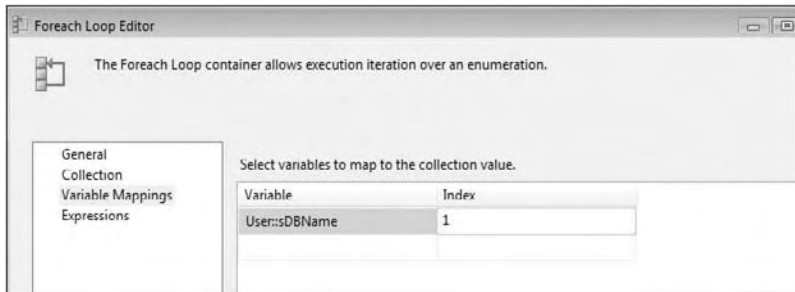 Foreach Loop Editor
The Foreach Loop container allows execution iteration over an enumeration.
General
Collection
Variable Mappings
Expressions
Select variables to map to the collection value.
Variable Index
User::sDBName 1